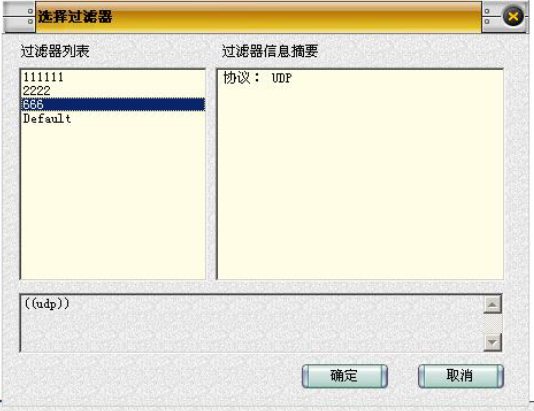 选择过滤器
过滤器列表
过滤器信息摘要
111111
2222
666
Default
协议： UDP
((udp))
确定
取消